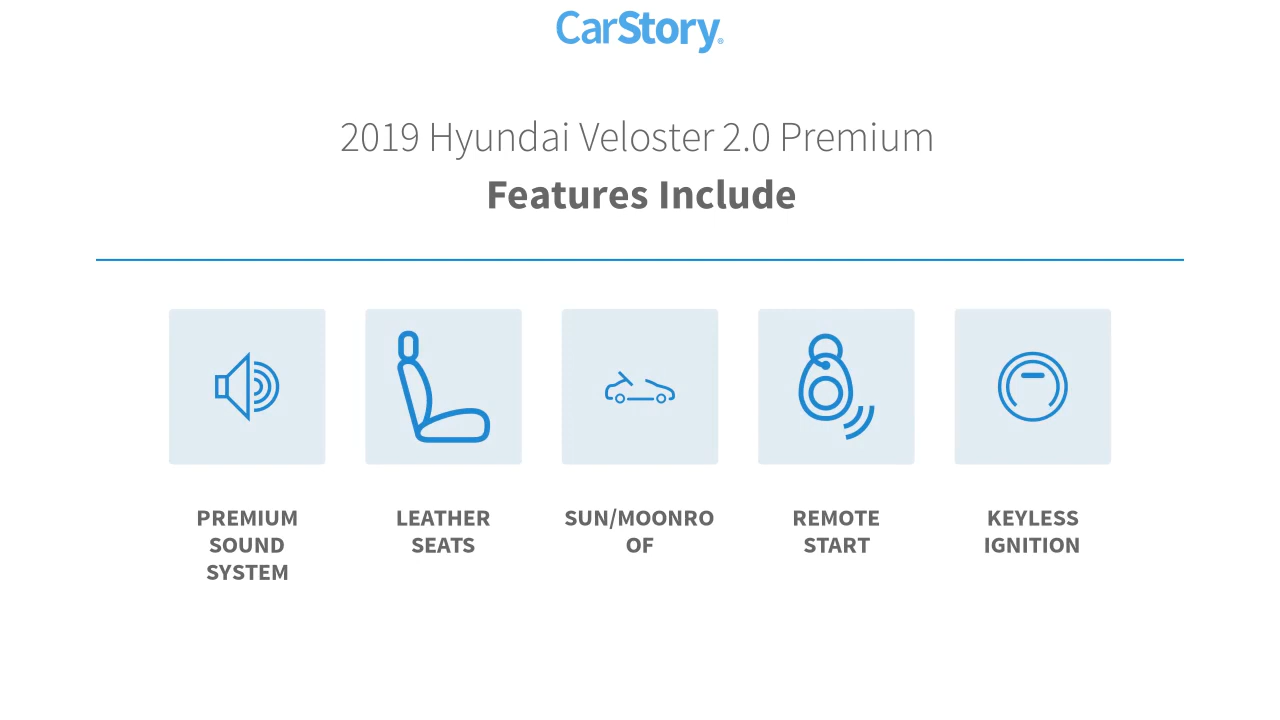 CarStory®
2019 Hyundai Veloster 2.0 Premium
Features Include
PREMIUM
SOUND
SYSTEM
LEATHER
SEATS
SUN/MOONRO
OF
REMOTE
START
KEYLESS
IGNITION